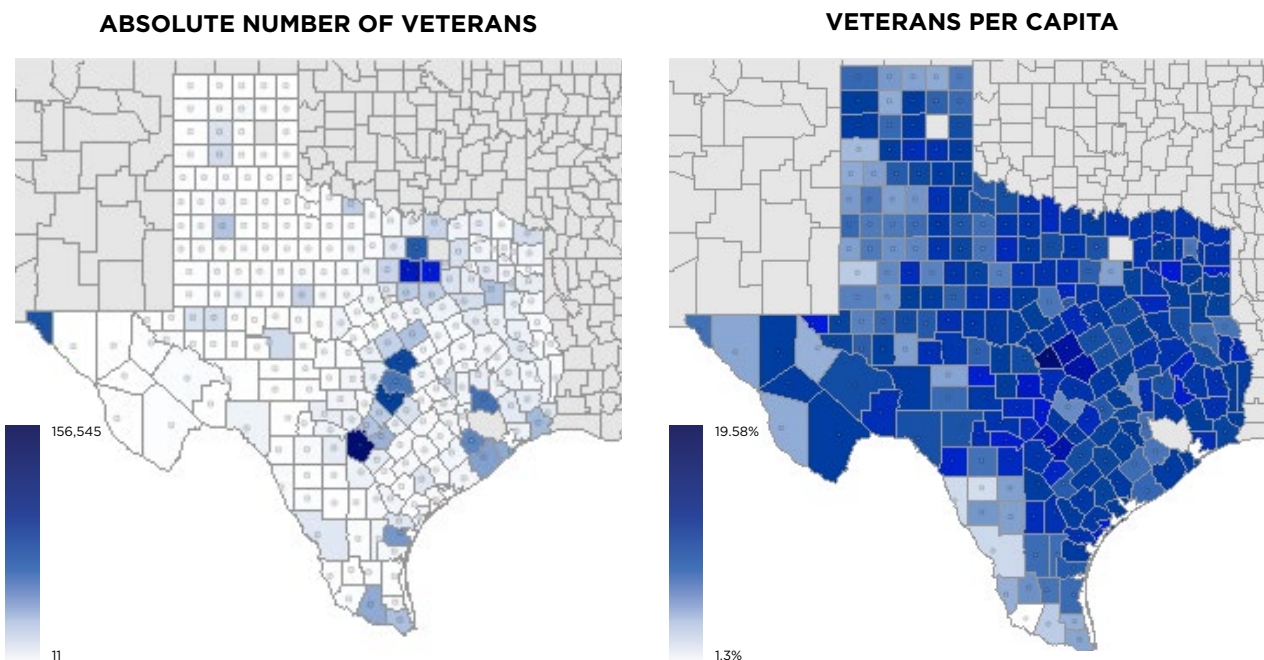 ABSOLUTE NUMBER OF VETERANS
156,545
11
VETERANS PER CAPITA
19.58%
1.3%